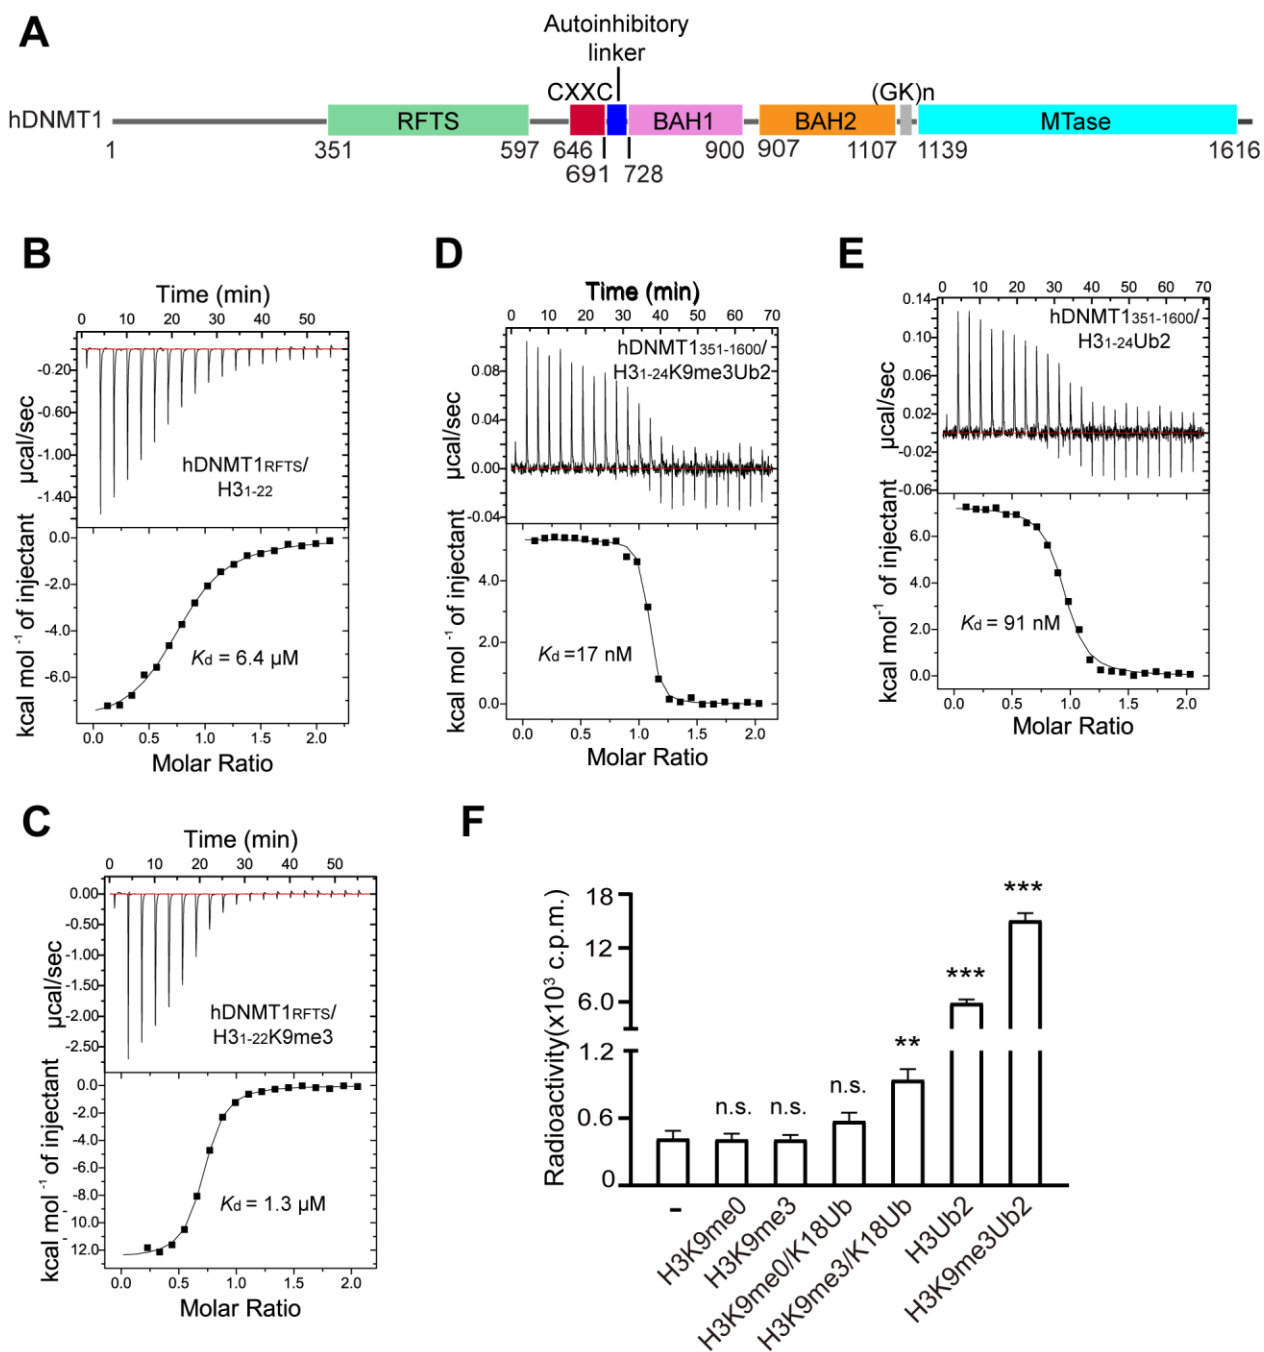 A
Autoinhibitory
linker
CXXC
(GK)n
hDNMT1
RFTS
BAH1
BAH2
MTase
1 351 597 646 900 907 1107 1139 1616
691 728
B
Time (min)
0 10 20 30 40 50
-0.20
-0.60
-1.00
-1.40
µcal/sec
hDNMT1RFTS/
H31-22
0.0
-2.0
-4.0
-6.0
kcal mol-1 of injectant
Kd = 6.4 µM
0.0 0.5 1.0 1.5 2.0
Molar Ratio
D
Time (min)
0 10 20 30 40 50 60 70
0.08
0.04
0.00
-0.04
µcal/sec
hDNMT1351-1600/
H31-24K9me3Ub2
4.0
2.0
0.0
kcal mol-1 of injectant
Kd =17 nM
0.0 0.5 1.0 1.5 2.0
Molar Ratio
E
Time (min)
0 10 20 30 40 50 60 70
0.14
0.10
0.06
0.02
-0.02
-0.06
µcal/sec
hDNMT1351-1600/
H31-24Ub2
6.0
4.0
2.0
0.0
kcal mol-1 of injectant
Kd = 91 nM
0.0 0.5 1.0 1.5 2.0
Molar Ratio
C
Time (min)
0 10 20 30 40 50
0.00
-0.50
-1.00
-1.50
-2.00
-2.50
µcal/sec
hDNMT1RFTS/
H31-22K9me3
0.0
-2.0
-4.0
-6.0
-8.0
10.0
12.0
kcal mol-1 of injectant
Kd = 1.3 µM
0.0 0.5 1.0 1.5 2.0
Molar Ratio
F
Radioactivity(x103 c.p.m.)
18
12
6.0
1.2
0.6
0
n.s.
n.s.
n.s.
**
***
***
-
H3K9me0
H3K9me3
H3K9me0/K18Ub
H3K9me3/K18Ub
H3Ub2
H3K9me3Ub2